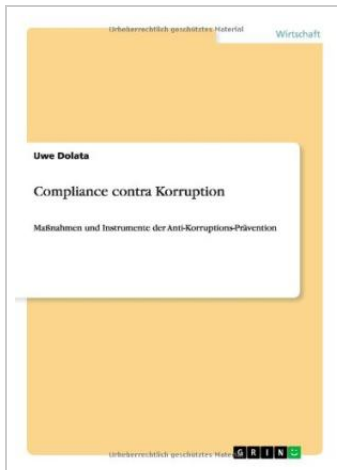 Urheberrechtlich geschütztes Material
Wirtschaft
Uwe Dolata
Compliance contra Korruption
Maßnahmen und Instrumente der Anti-Korruptions-Prävention
Urheberrechtlich geschütztes Mate
GRIN